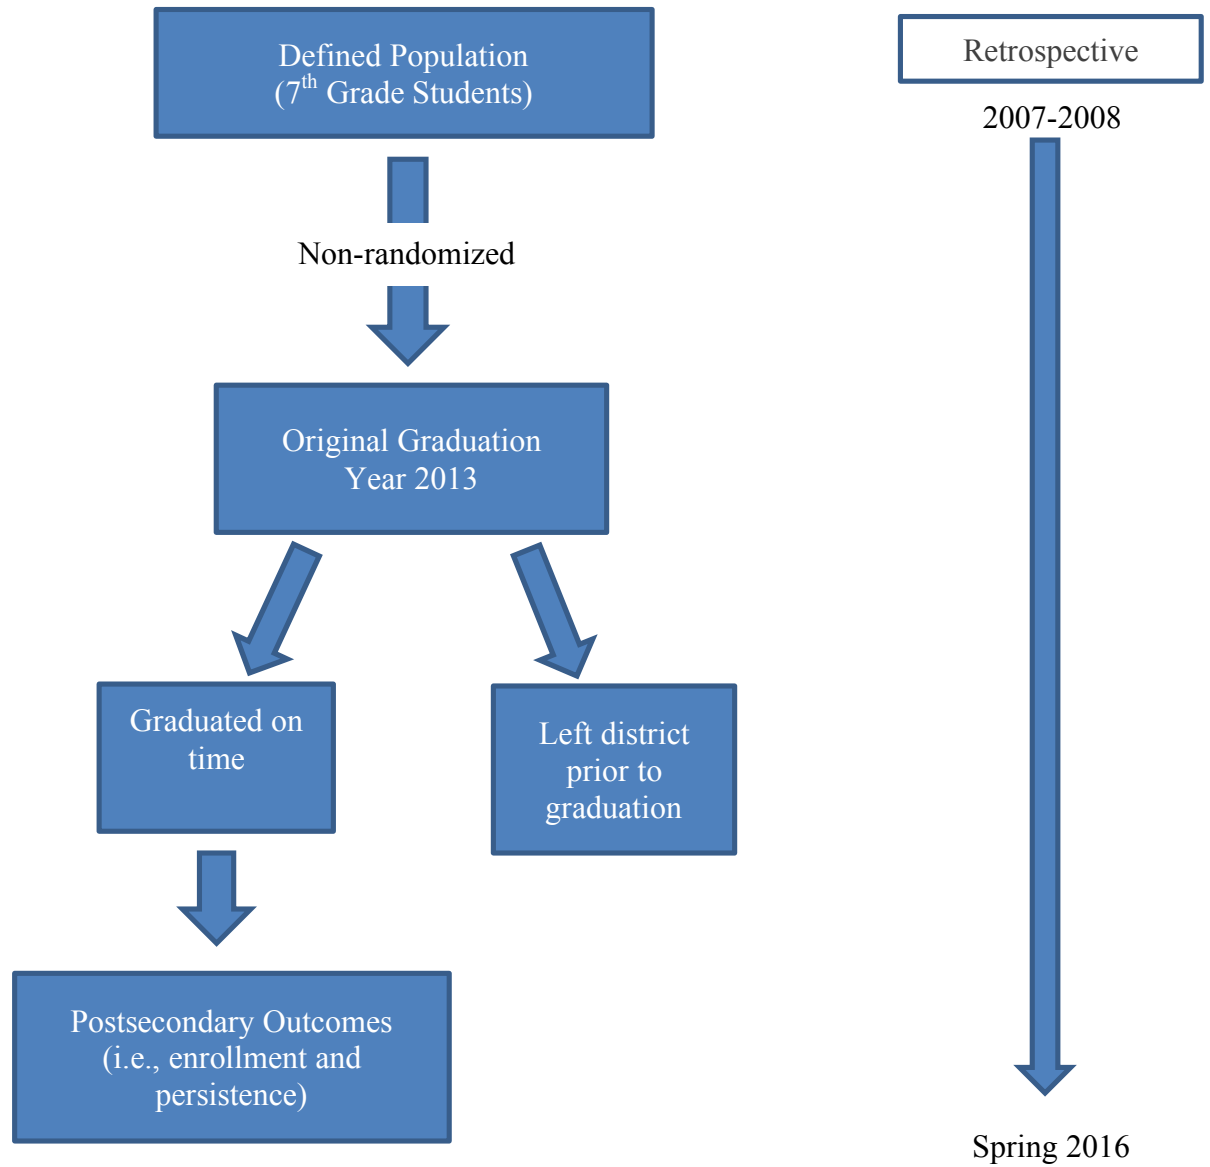 Defined Population
(7th Grade Students)
Retrospective
2007-2008
Non-randomized
Original Graduation
Year 2013
Graduated on
time
Left district
prior to
graduation
Postsecondary Outcomes
(i.e., enrollment and
persistence)
Spring 2016